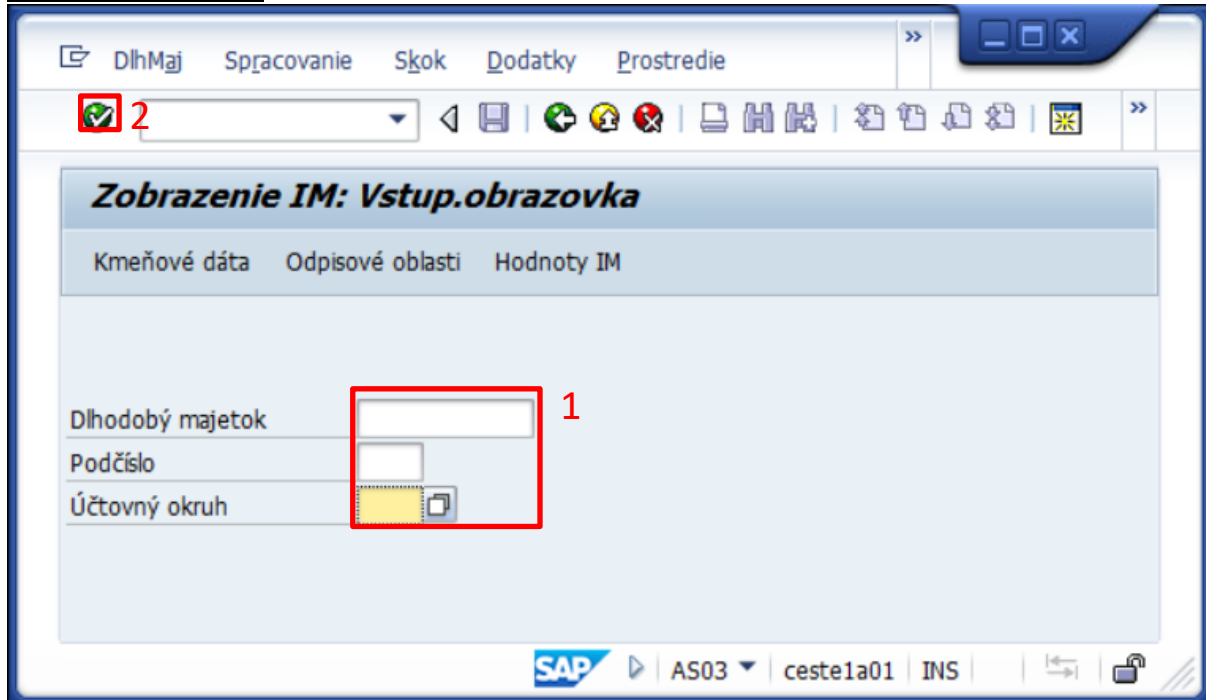 DlhMaj Spracovanie Skok Dodatky Prostredie »
2 »
Zobrazenie IM: Vstup.obrazovka
Kmeňové dáta Odpisové oblasti Hodnoty IM
Dlhodobý majetok 1
Podčíslo
Účtovný okruh
SAP AS03 ceste1a01 INS